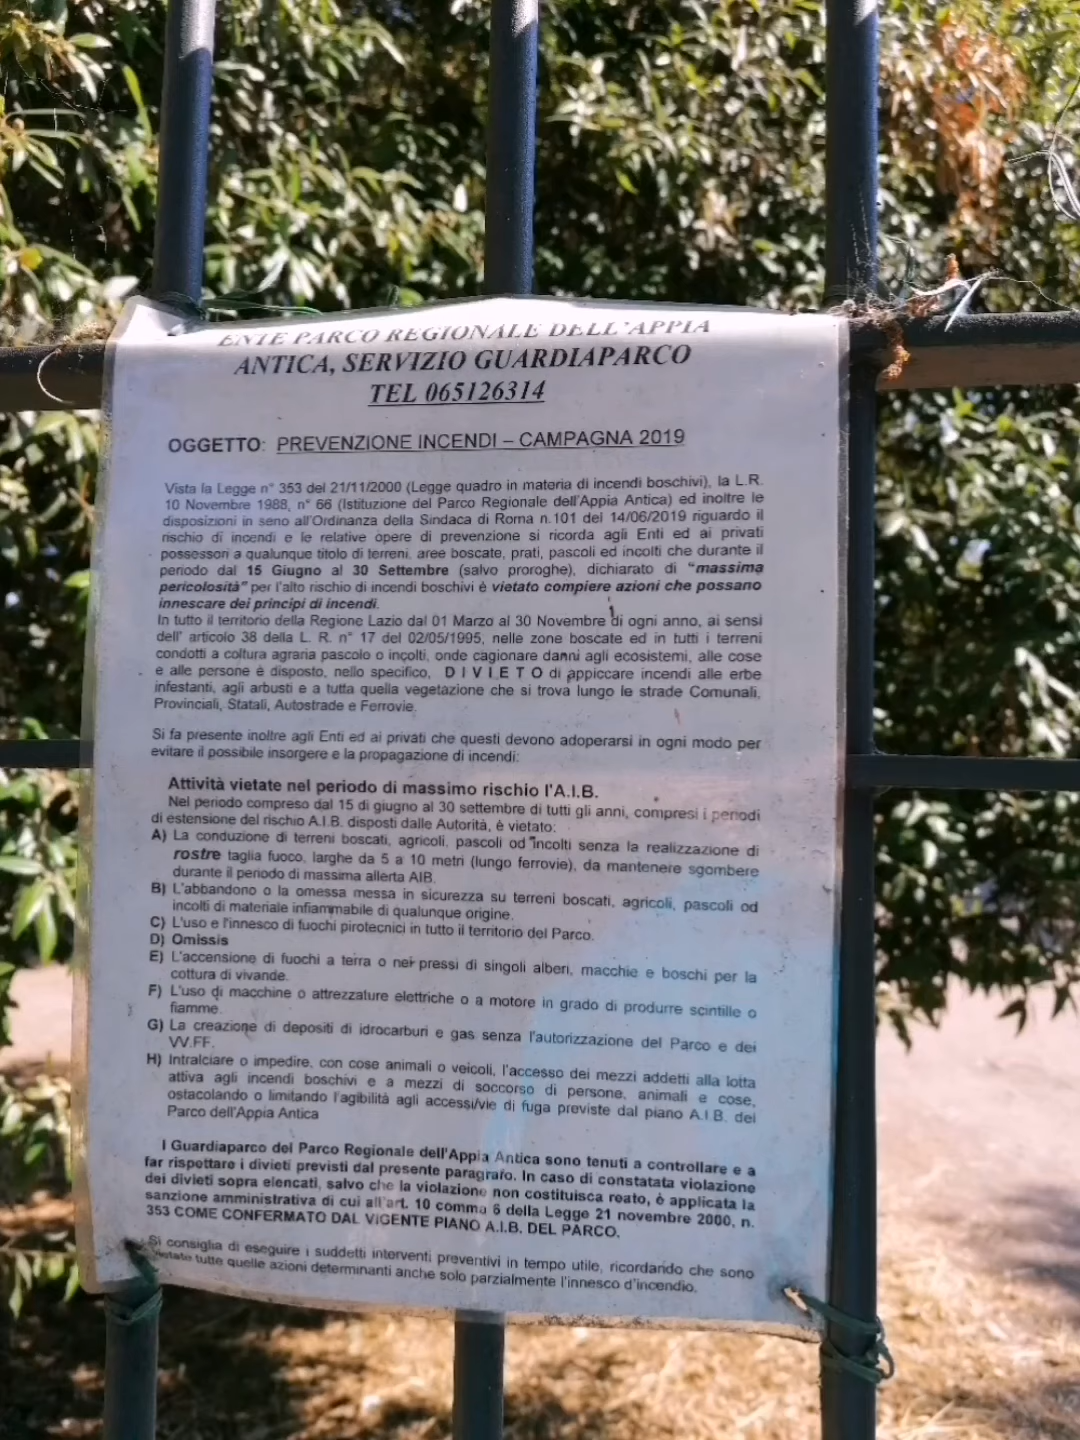 ENTE PARCO REGIONALE DELL'APPIA
ANTICA, SERVIZIO GUARDIAPARCO
TEL 065126314
OGGETTO: PREVENZIONE INCENDI – CAMPAGNA 2019
Vista la Legge n° 353 del 21/11/2000 (Legge quadro in materia di incendi boschivi), la L.R.
10 Novembre 1988, n° 66 (Istituzione del Parco Regionale dell'Appia Antica) ed inoltre le
disposizioni in seno all'Ordinanza della Sindaca di Roma n.101 del 14/06/2019 riguardo il
rischio di incendi e le relative opere di prevenzione si ricorda agli Enti ed ai privati
possessori a qualunque titolo di terreni, aree boscate, prati, pascoli ed incolti che durante il
periodo dal 15 Giugno al 30 Settembre (salvo proroghe), dichiarato di "massima
pericolosità" per l'alto rischio di incendi boschivi è vietato compiere azioni che possano
innescare dei principi di incendi.
In tutto il territorio della Regione Lazio dal 01 Marzo al 30 Novembre di ogni anno, ai sensi
dell' articolo 38 della L. R. n° 17 del 02/05/1995, nelle zone boscate ed in tutti i terreni
condotti a coltura agraria pascolo o incolti, onde cagionare danni agli ecosistemi, alle cose
e alle persone è disposto, nello specifico, D I V I E T O di appiccare incendi alle erbe
infestanti, agli arbusti e a tutta quella vegetazione che si trova lungo le strade Comunali,
Provinciali, Statali, Autostrade e Ferrovie.
Si fa presente inoltre agli Enti ed ai privati che questi devono adoperarsi in ogni modo per
evitare il possibile insorgere e la propagazione di incendi:
Attività vietate nel periodo di massimo rischio l'A.I.B.
Nel periodo compreso dal 15 di giugno al 30 settembre di tutti gli anni, compresi i periodi
di estensione del rischio A.I.B. disposti dalle Autorità, è vietato:
A) La conduzione di terreni boscati, agricoli, pascoli od incolti senza la realizzazione di
rostre taglia fuoco, larghe da 5 a 10 metri (lungo ferrovie), da mantenere sgombere
durante il periodo di massima allerta AIB.
B) L'abbandono o la omessa messa in sicurezza su terreni boscati, agricoli, pascoli od
incolti di materiale infiammabile di qualunque origine.
C) L'uso e l'innesco di fuochi pirotecnici in tutto il territorio del Parco.
D) Omissis
E) L'accensione di fuochi a terra o nei pressi di singoli alberi, macchie e boschi per la
cottura di vivande.
F) L'uso di macchine o attrezzature elettriche o a motore in grado di produrre scintille o
fiamme.
G) La creazione di depositi di idrocarburi e gas senza l'autorizzazione del Parco e dei
VV.FF.
H) Intralciare o impedire, con cose animali o veicoli, l'accesso dei mezzi addetti alla lotta
attiva agli incendi boschivi e a mezzi di soccorso di persone, animali e cose,
ostacolando o limitando l'agibilità agli accessi/vie di fuga previste dal piano A.I.B. del
Parco dell'Appia Antica
I Guardiaparco del Parco Regionale dell'Appia Antica sono tenuti a controllare e a
far rispettare i divieti previsti dal presente paragrafo. In caso di constatata violazione
dei divieti sopra elencati, salvo che la violazione non costituisca reato, è applicata la
sanzione amministrativa di cui all'art. 10 comma 6 della Legge 21 novembre 2000, n.
353 COME CONFERMATO DAL VIGENTE PIANO A.I.B. DEL PARCO.
Si consiglia di eseguire i suddetti interventi preventivi in tempo utile, ricordando che sono
vietate tutte quelle azioni determinanti anche solo parzialmente l'innesco d'incendio.